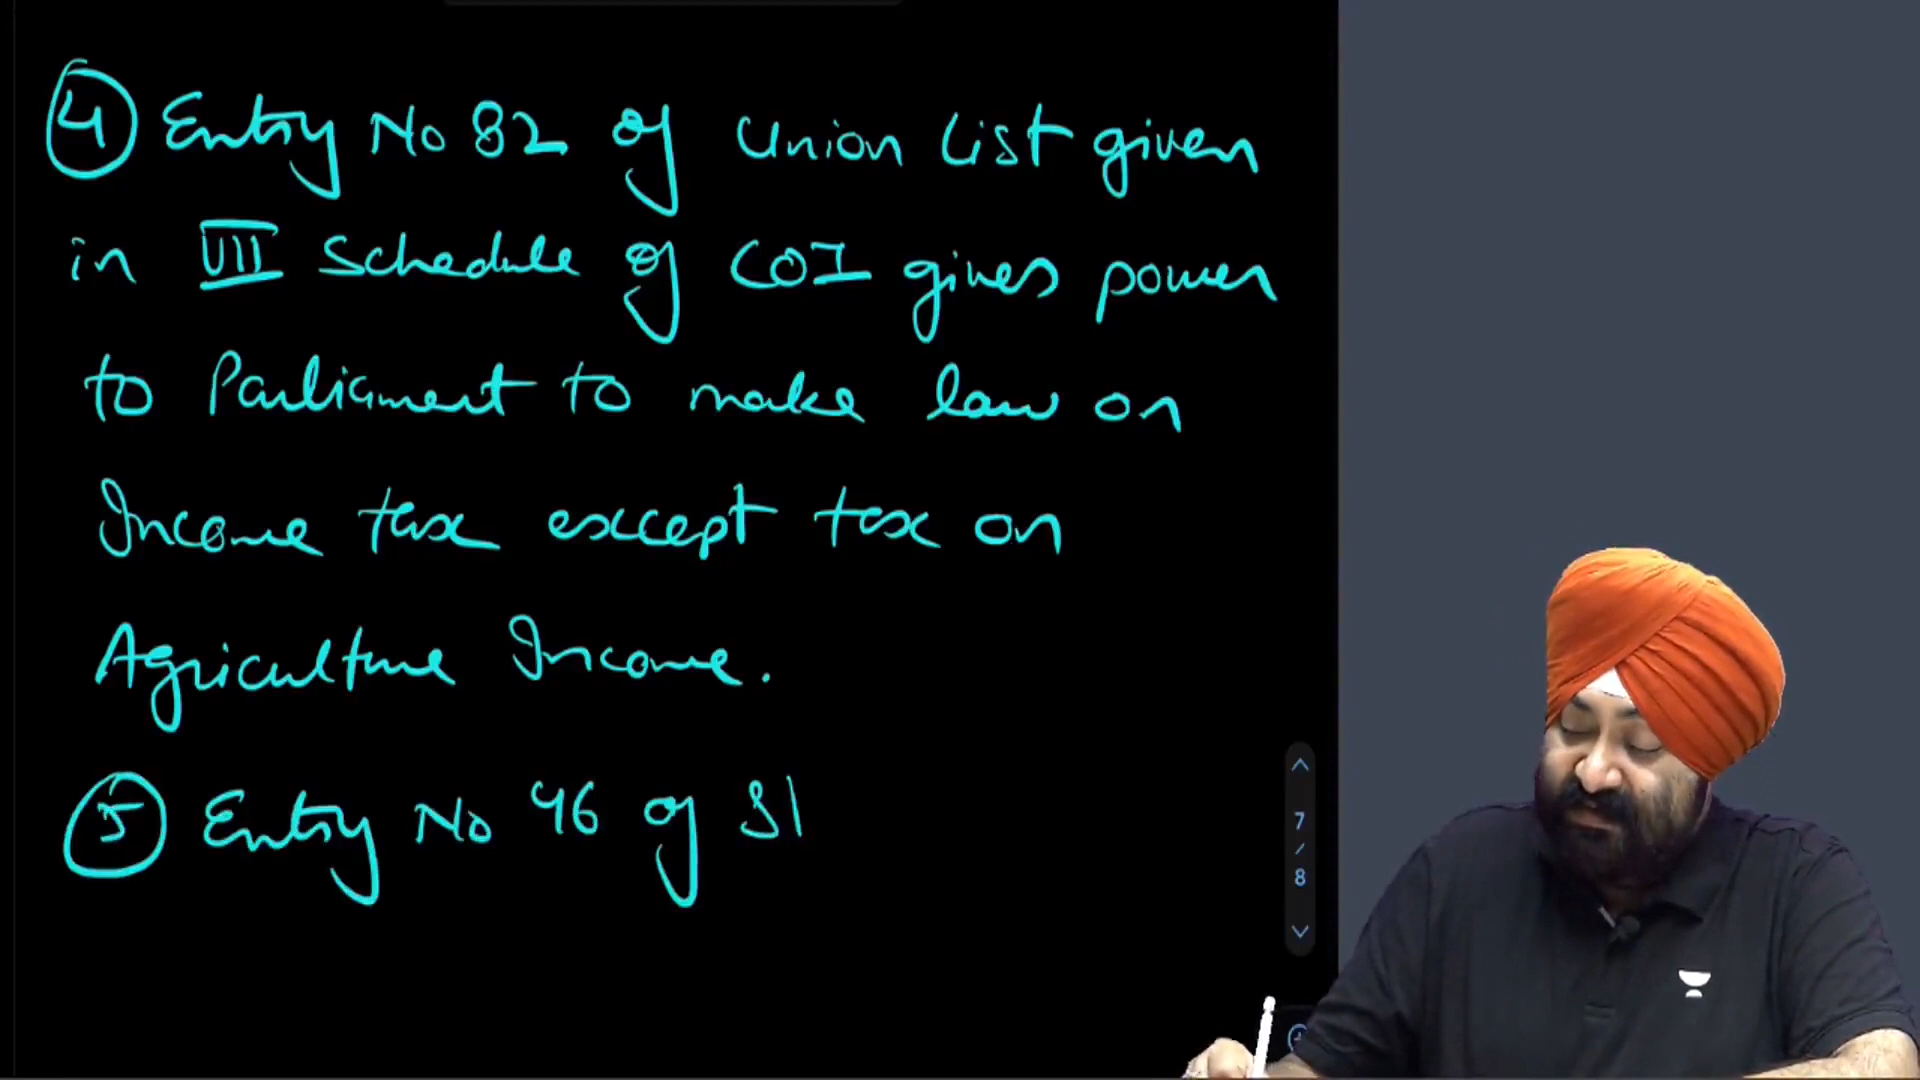 4 Entry No 82 of Union List given
in VII Schedule of COI gives power
to Parliament to make law on
Income tax except tax on
Agriculture Income.
5 Entry No 46 of Sl
7
/
8